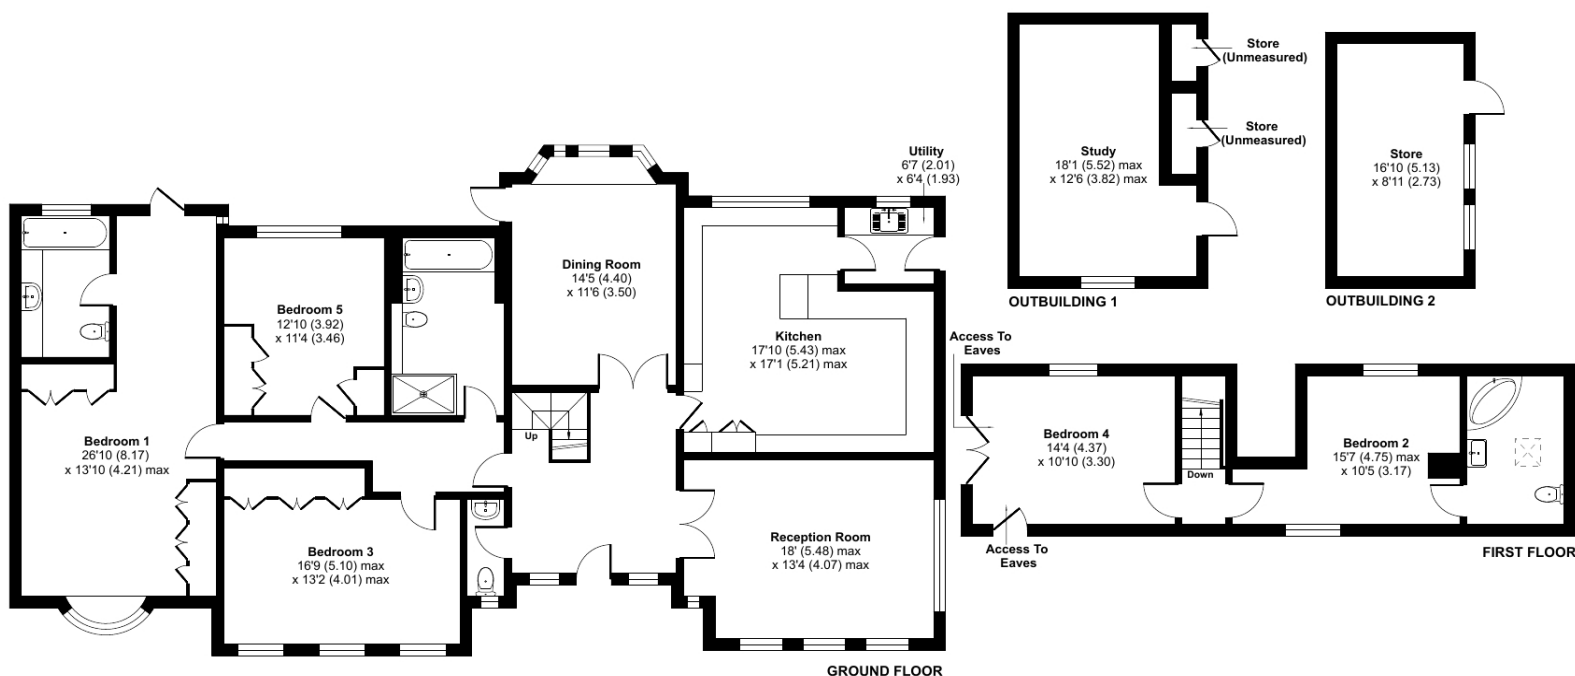 Store
(Unmeasured)
Store
(Unmeasured)
Study
18'1 (5.52) max
x 12'6 (3.82) max
Store
16'10 (5.13)
x 8'11 (2.73)
OUTBUILDING 1
OUTBUILDING 2
Utility
6'7 (2.01)
x 6'4 (1.93)
Dining Room
14'5 (4.40)
x 11'6 (3.50)
Bedroom 5
12'10 (3.92)
x 11'4 (3.46)
Kitchen
17'10 (5.43) max
x 17'1 (5.21) max
Up
Bedroom 1
26'10 (8.17)
x 13'10 (4.21) max
Bedroom 3
16'9 (5.10) max
x 13'2 (4.01) max
Reception Room
18' (5.48) max
x 13'4 (4.07) max
GROUND FLOOR
Access To
Eaves
Bedroom 4
14'4 (4.37)
x 10'10 (3.30)
Down
Bedroom 2
15'7 (4.75) max
x 10'5 (3.17)
Access To
Eaves
FIRST FLOOR